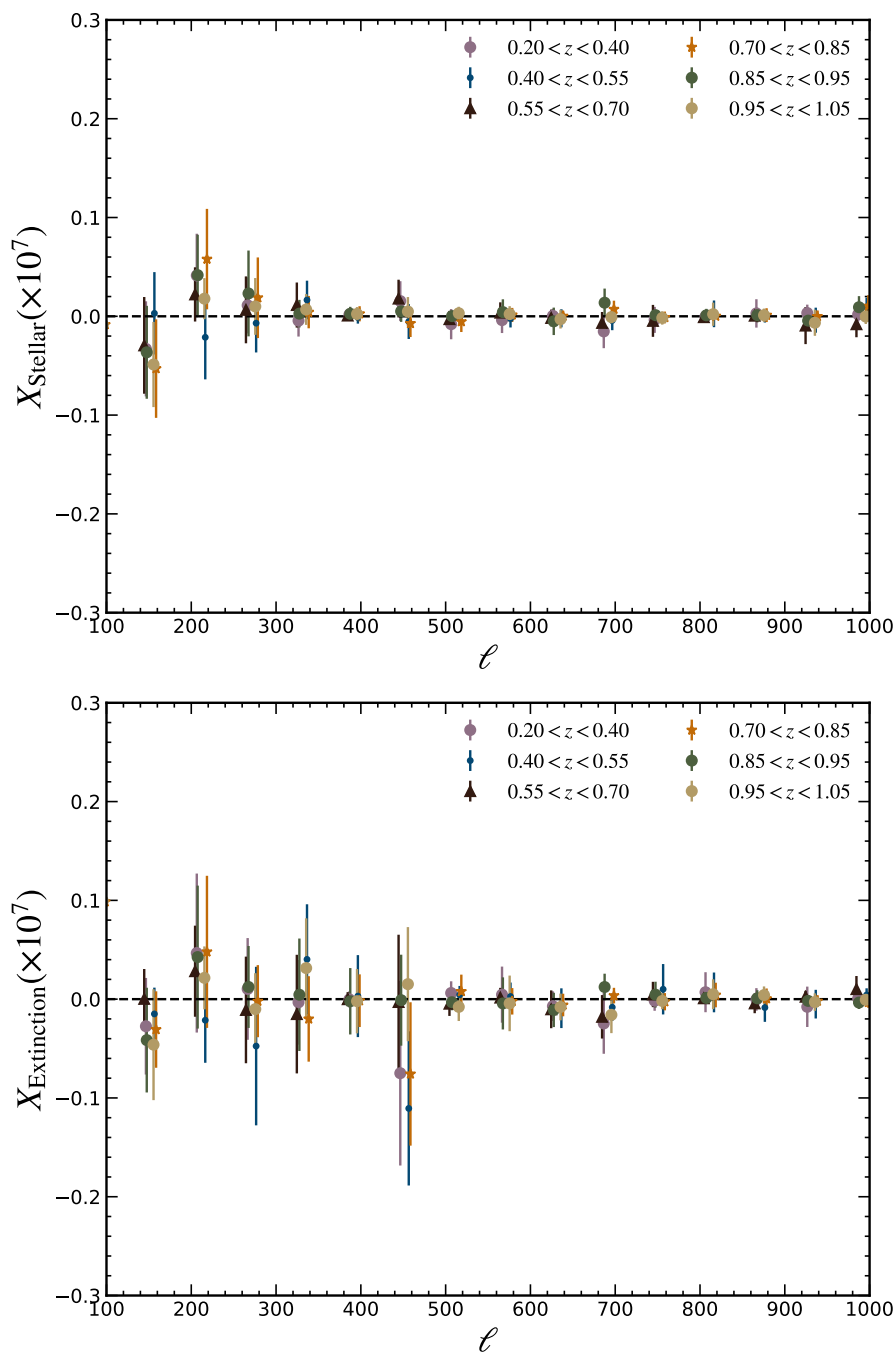 0.3
0.20 < z < 0.40 0.70 < z < 0.85
0.40 < z < 0.55 0.85 < z < 0.95
0.55 < z < 0.70 0.95 < z < 1.05
0.2
0.1
0.0
−0.1
−0.2
−0.3
X_Stellar(×10^7)
100 200 300 400 500 600 700 800 900 1000
ℓ
0.3
0.20 < z < 0.40 0.70 < z < 0.85
0.40 < z < 0.55 0.85 < z < 0.95
0.55 < z < 0.70 0.95 < z < 1.05
0.2
0.1
0.0
−0.1
−0.2
−0.3
X_Extinction(×10^7)
100 200 300 400 500 600 700 800 900 1000
ℓ